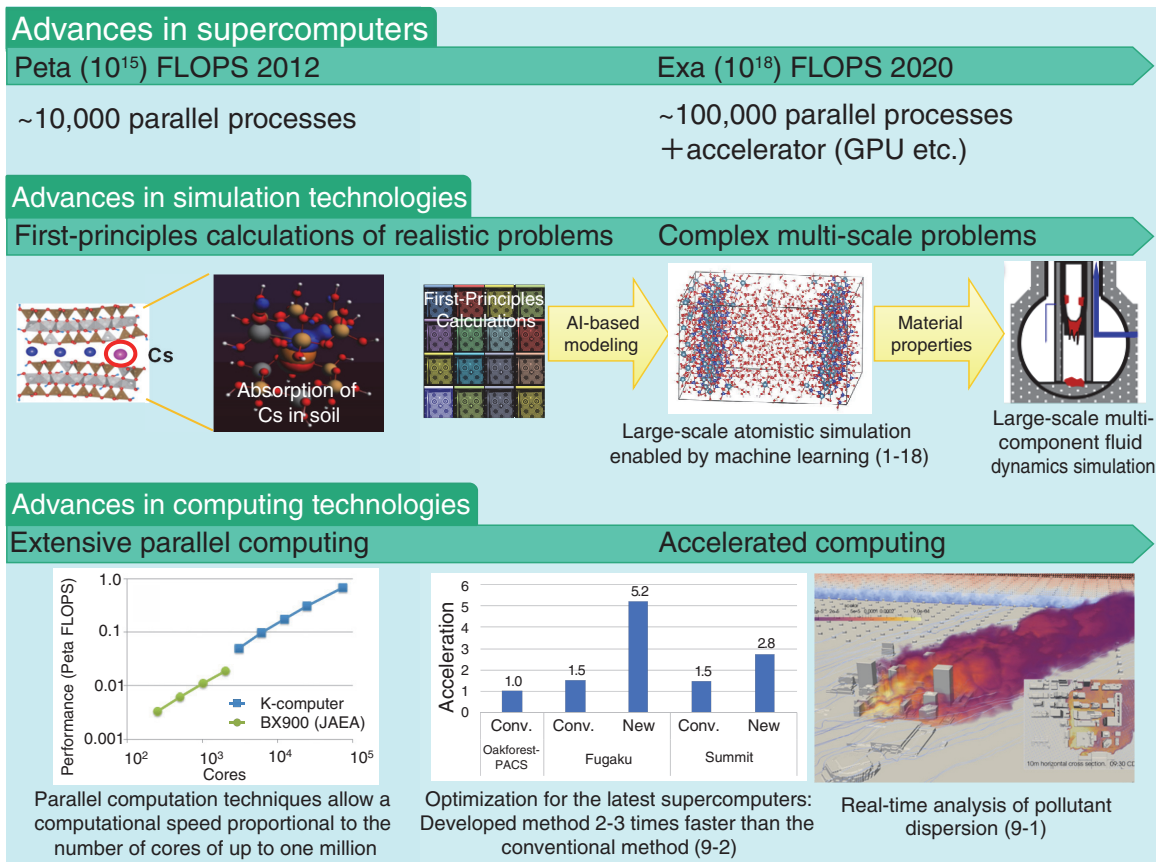 Advances in supercomputers
Peta (10¹⁵) FLOPS 2012
Exa (10¹⁸) FLOPS 2020
~10,000 parallel processes
~100,000 parallel processes
+accelerator (GPU etc.)
Advances in simulation technologies
First-principles calculations of realistic problems
Complex multi-scale problems
Cs
Absorption of
Cs in soil
First-Principles
Calculations
AI-based
modeling
Material
properties
Large-scale atomistic simulation
enabled by machine learning (1-18)
Large-scale multi-
component fluid
dynamics simulation
Advances in computing technologies
Extensive parallel computing
Accelerated computing
Performance (Peta FLOPS)
1.0
0.1
0.01
0.001
10²
10³
10⁴
10⁵
Cores
K-computer
BX900 (JAEA)
Parallel computation techniques allow a
computational speed proportional to the
number of cores of up to one million
Acceleration
6
5
4
3
2
1
0
1.0
1.5
5.2
1.5
2.8
Conv.
Conv.
New
Conv.
New
Oakforest-
PACS
Fugaku
Summit
Optimization for the latest supercomputers:
Developed method 2-3 times faster than the
conventional method (9-2)
10m horizontal cross section.
Real-time analysis of pollutant
dispersion (9-1)